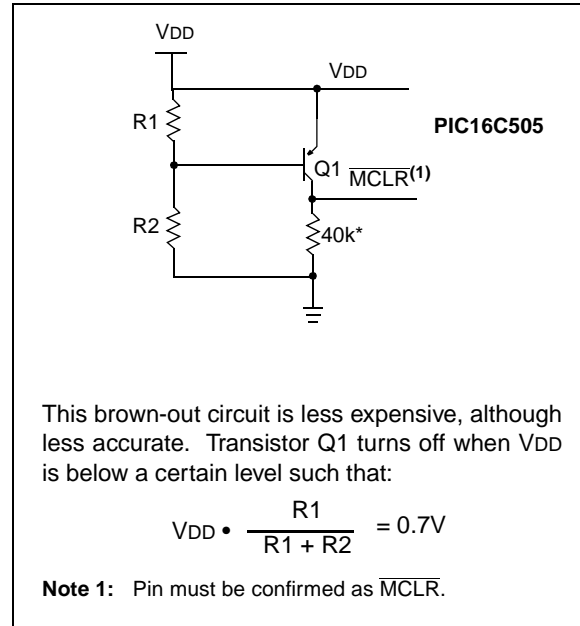 VDD
VDD
R1
PIC16C505
Q1
MCLR(1)
R2
40k*
This brown-out circuit is less expensive, although
less accurate. Transistor Q1 turns off when VDD
is below a certain level such that:
VDD • R1 / R1 + R2 = 0.7V
Note 1: Pin must be confirmed as MCLR.